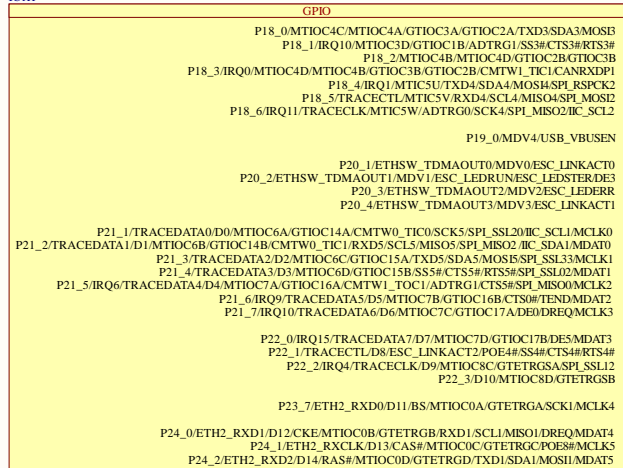 GPIO
P18_0/MTIOC4C/MTIOC4A/GTIOC3A/GTIOC2A/TXD3/SDA3/MOSI3
P18_1/IRQ10/MTIOC3D/GTIOC1B/ADTRG1/SS3#/CTS3#/RTS3#
P18_2/MTIOC4B/MTIOC4D/GTIOC2B/GTIOC3B
P18_3/IRQ0/MTIOC4D/MTIOC4B/GTIOC3B/GTIOC2B/CMTW1_TIC1/CANRXDP1
P18_4/IRQ1/MTIC5U/TXD4/SDA4/MOSI4/SPI_RSPCK2
P18_5/TRACECTL/MTIC5V/RXD4/SCL4/MISO4/SPI_MOSI2
P18_6/IRQ11/TRACECLK/MTIC5W/ADTRG0/SCK4/SPI_MISO2/IIC_SCL2
P19_0/MDV4/USB_VBUSEN
P20_1/ETHSW_TDMAOUT0/MDV0/ESC_LINKACT0
P20_2/ETHSW_TDMAOUT1/MDV1/ESC_LEDRUN/ESC_LEDSTER/DE3
P20_3/ETHSW_TDMAOUT2/MDV2/ESC_LEDERR
P20_4/ETHSW_TDMAOUT3/MDV3/ESC_LINKACT1
P21_1/TRACEDATA0/D0/MTIOC6A/GTIOC14A/CMTW0_TIC0/SCK5/SPI_SSL20/IIC_SCL1/MCLK0
P21_2/TRACEDATA1/D1/MTIOC6B/GTIOC14B/CMTW0_TIC1/RXD5/SCL5/MISO5/SPI_MISO2 /IIC_SDA1/MDAT0
P21_3/TRACEDATA2/D2/MTIOC6C/GTIOC15A/TXD5/SDA5/MOSI5/SPI_SSL33/MCLK1
P21_4/TRACEDATA3/D3/MTIOC6D/GTIOC15B/SS5#/CTS5#/RTS5#/SPI_SSL02/MDAT1
P21_5/IRQ6/TRACEDATA4/D4/MTIOC7A/GTIOC16A/CMTW1_TOC1/ADTRG1/CTS5#/SPI_MISO0/MCLK2
P21_6/IRQ9/TRACEDATA5/D5/MTIOC7B/GTIOC16B/CTS0#/TEND/MDAT2
P21_7/IRQ10/TRACEDATA6/D6/MTIOC7C/GTIOC17A/DE0/DREQ/MCLK3
P22_0/IRQ15/TRACEDATA7/D7/MTIOC7D/GTIOC17B/DE5/MDAT3
P22_1/TRACECTL/D8/ESC_LINKACT2/POE4#/SS4#/CTS4#/RTS4#
P22_2/IRQ4/TRACECLK/D9/MTIOC8C/GTETRGSA/SPI_SSL12
P22_3/D10/MTIOC8D/GTETRGSB
P23_7/ETH2_RXD0/D11/BS/MTIOC0A/GTETRGA/SCK1/MCLK4
P24_0/ETH2_RXD1/D12/CKE/MTIOC0B/GTETRGB/RXD1/SCL1/MISO1/DREQ/MDAT4
P24_1/ETH2_RXCLK/D13/CAS#/MTIOC0C/GTETRGC/POE8#/MCLK5
P24_2/ETH2_RXD2/D14/RAS#/MTIOC0D/GTETRGD/TXD1/SDA1/MOSI1/MDAT5